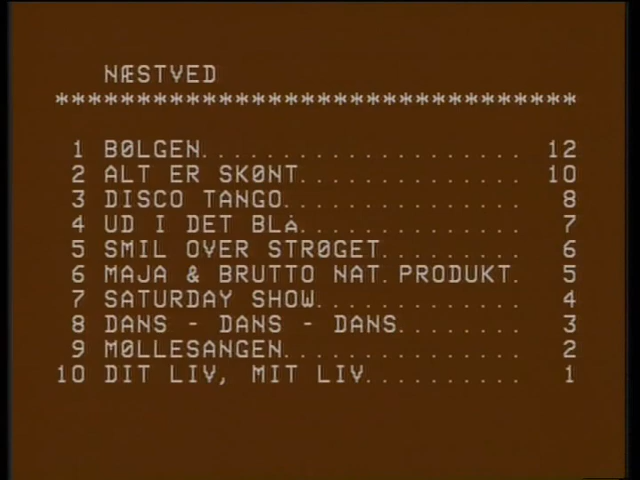 NÆSTVED
********************************
1 BØLGEN.................... 12
2 ALT ER SKØNT.............. 10
3 DISCO TANGO............... 8
4 UD I DET BLÅ.............. 7
5 SMIL OVER STRØGET......... 6
6 MAJA & BRUTTO NAT.PRODUKT. 5
7 SATURDAY SHOW............. 4
8 DANS - DANS - DANS........ 3
9 MØLLESANGEN............... 2
10 DIT LIV, MIT LIV.......... 1